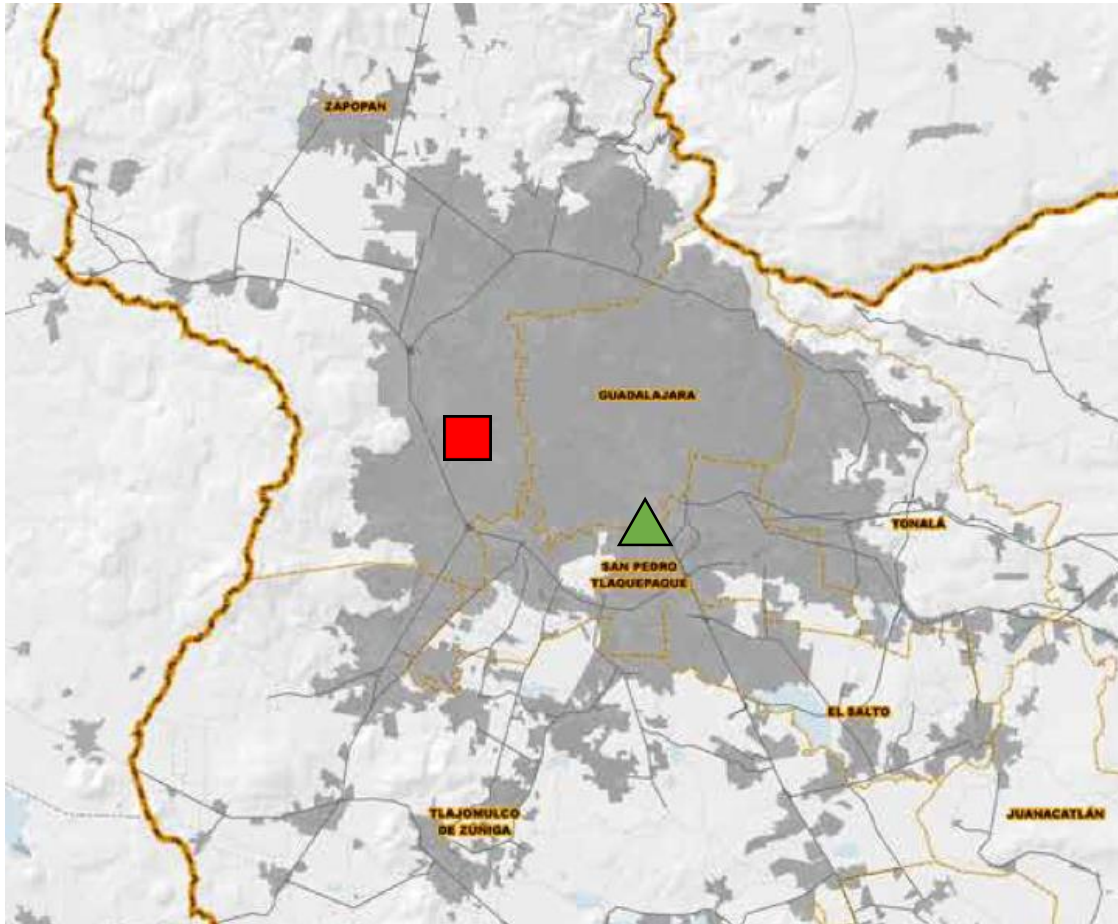 ZAPOPAN
GUADALAJARA
TONALÁ
SAN PEDRO
TLAQUEPAQUE
EL SALTO
TLAJOMULCO
DE ZÚÑIGA
JUANACATLÁN